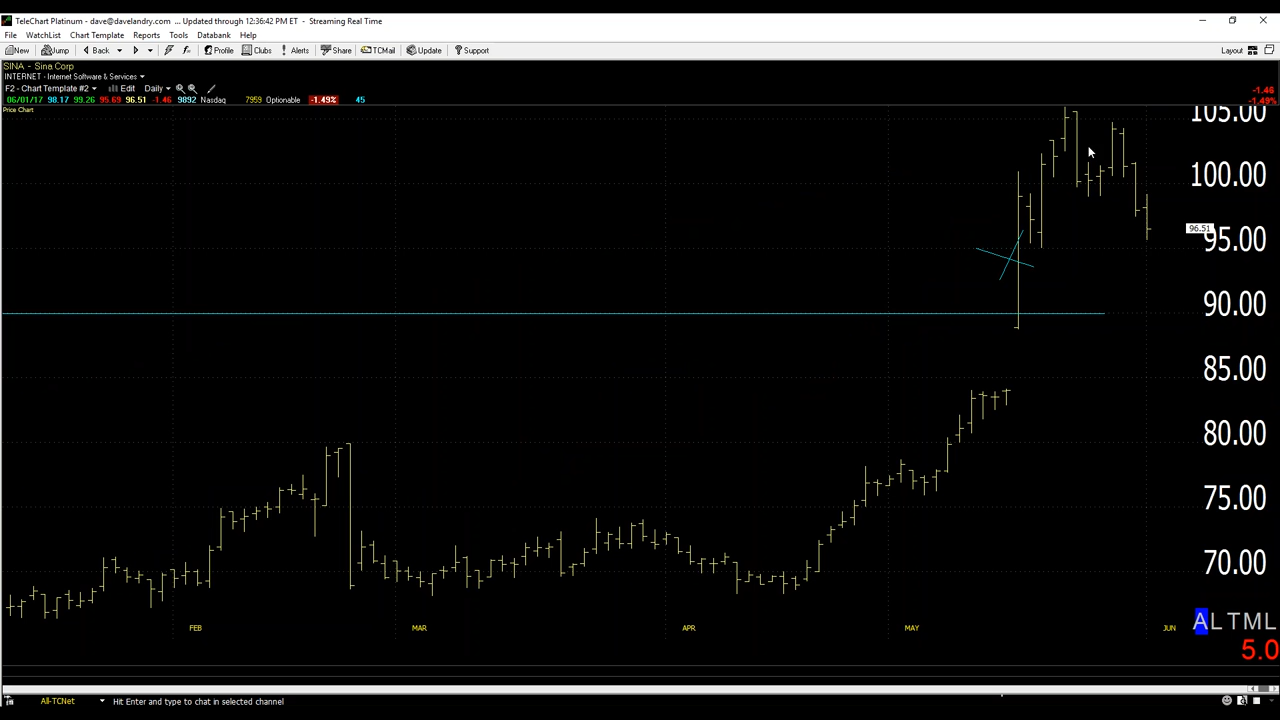 TeleChart Platinum - dave@davelandry.com ... Updated through 12:36:42 PM ET - Streaming Real Time
File WatchList Chart Template Reports Tools Databank Help
New Jump Back Profile Clubs Alerts Share TCMail Update Support Layout
SINA - Sina Corp
INTERNET - Internet Software & Services
F2 - Chart Template #2 Edit Daily
06/01/17 98.17 99.26 95.69 96.51 -1.46 9892 Nasdaq 7959 Optionable -1.49% 45
-1.46
-1.49%
Price Chart
105.00
100.00
96.51
95.00
90.00
85.00
80.00
75.00
70.00
FEB MAR APR MAY JUN
ALTML
5.0
All-TCNet Hit Enter and type to chat in selected channel